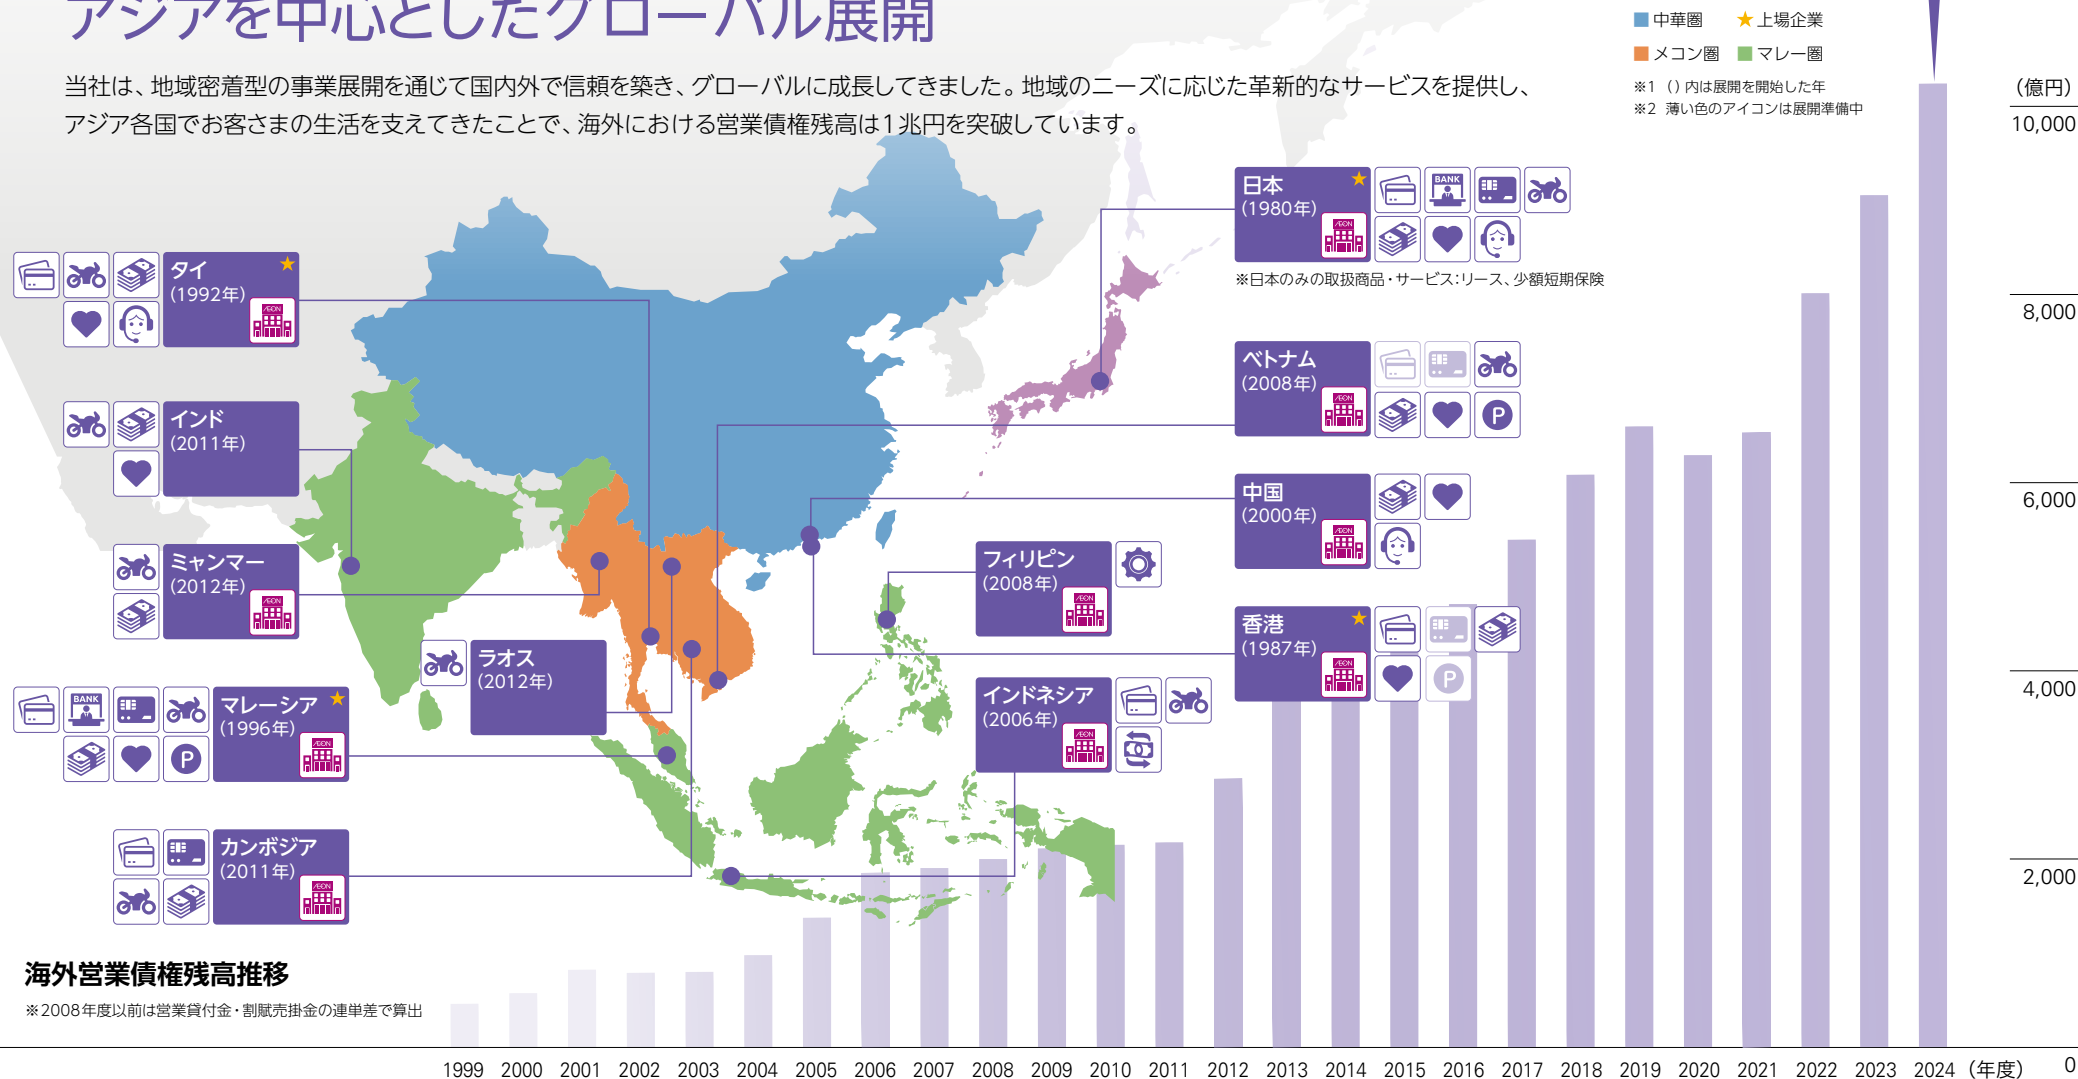 アジアを中心としたグローバル展開
当社は、地域密着型の事業展開を通じて国内外で信頼を築き、グローバルに成長してきました。地域のニーズに応じた革新的なサービスを提供し、
アジア各国でお客さまの生活を支えてきたことで、海外における営業債権残高は1兆円を突破しています。
中華圏 ★上場企業
メコン圏 マレー圏
※1 ( ) 内は展開を開始した年
※2 薄い色のアイコンは展開準備中
(億円)
10,000
8,000
6,000
4,000
2,000
0
タイ
(1992年)
ÆON
インド
(2011年)
ミャンマー
(2012年)
ÆON
ラオス
(2012年)
BANK
マレーシア
(1996年)
P
ÆON
カンボジア
(2011年)
ÆON
日本
(1980年)
ÆON
BANK
※日本のみの取扱商品・サービス：リース、少額短期保険
ベトナム
(2008年)
ÆON
P
中国
(2000年)
ÆON
フィリピン
(2008年)
ÆON
香港
(1987年)
ÆON
P
インドネシア
(2006年)
ÆON
海外営業債権残高推移
※2008年度以前は営業貸付金・割賦売掛金の連単差で算出
1999 2000 2001 2002 2003 2004 2005 2006 2007 2008 2009 2010 2011 2012 2013 2014 2015 2016 2017 2018 2019 2020 2021 2022 2023 2024 (年度)